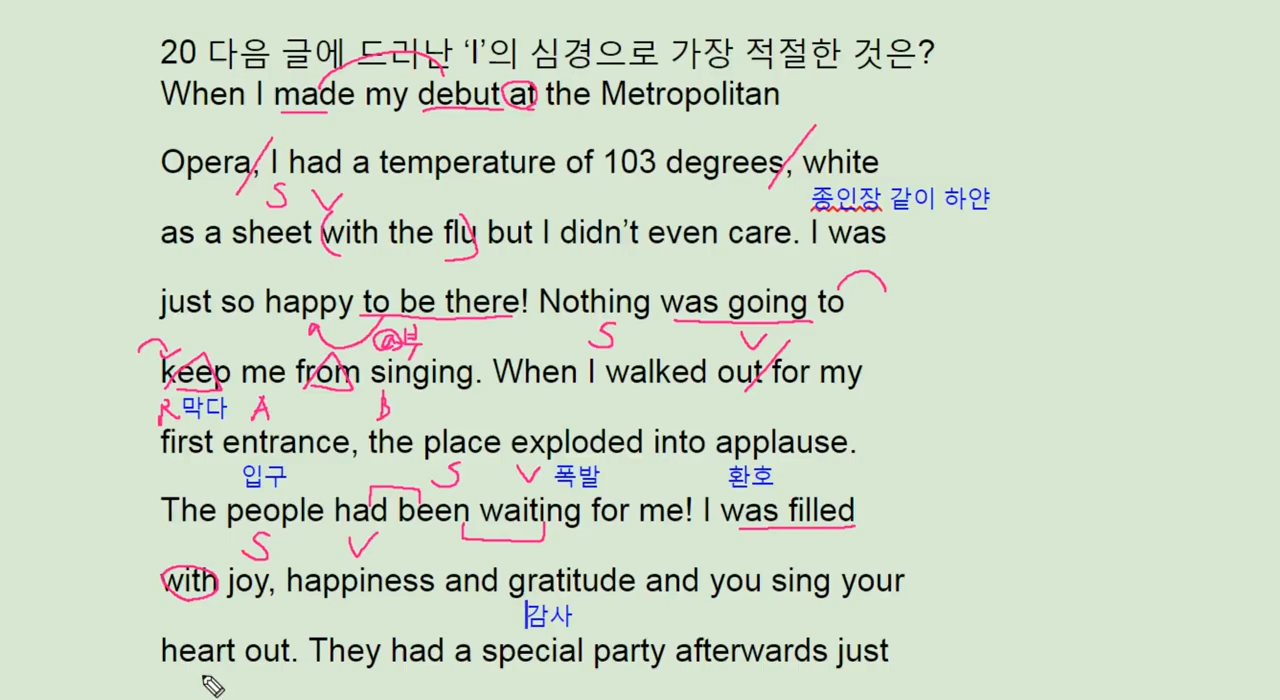 20 다음 글에 드러난 ‘I’의 심경으로 가장 적절한 것은?
When I made my debut at the Metropolitan
Opera, I had a temperature of 103 degrees, white
S V 종인장 같이 하얀
as a sheet with the flu but I didn’t even care. I was
just so happy to be there! Nothing was going to
S V
keep me from singing. When I walked out for my
R 막다 A B
first entrance, the place exploded into applause.
입구 S V 폭발 환호
The people had been waiting for me! I was filled
S V
with joy, happiness and gratitude and you sing your
감사
heart out. They had a special party afterwards just